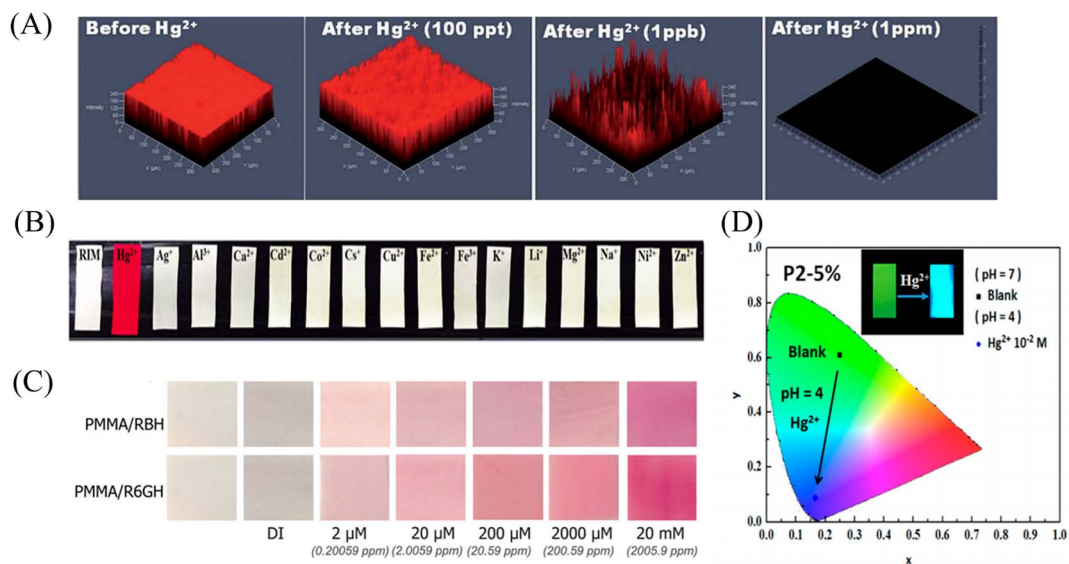 (A)
Before Hg²⁺
After Hg²⁺ (100 ppt)
After Hg²⁺ (1ppb)
After Hg²⁺ (1ppm)
(B)
RIM Hg²⁺ Ag⁺ Al³⁺ Ca²⁺ Cd²⁺ Co²⁺ Cs⁺ Cu²⁺ Fe²⁺ Fe³⁺ K⁺ Li⁺ Mg²⁺ Na⁺ Ni²⁺ Zn²⁺
(C)
PMMA/RBH
PMMA/R6GH
DI 2 µM 20 µM 200 µM 2000 µM 20 mM
(0.20059 ppm) (2.0059 ppm) (20.59 ppm) (200.59 ppm) (2005.9 ppm)
(D)
P2-5%
Hg²⁺
( pH = 7 )
Blank
( pH = 4 )
Hg²⁺ 10⁻² M
Blank
pH = 4
Hg²⁺
y
1.0
0.8
0.6
0.4
0.2
0.0
0.0 0.1 0.2 0.3 0.4 0.5 0.6 0.7 0.8 0.9 1.0
x